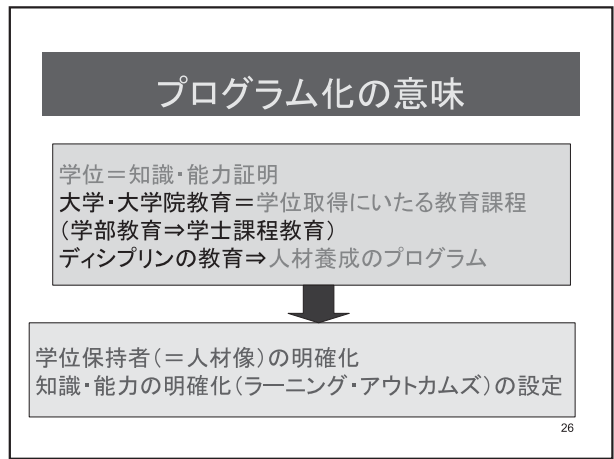 プログラム化の意味
学位＝知識・能力証明
大学・大学院教育＝学位取得にいたる教育課程
（学部教育⇒学士課程教育）
ディシプリンの教育⇒人材養成のプログラム
学位保持者（＝人材像）の明確化
知識・能力の明確化（ラーニング・アウトカムズ）の設定
26